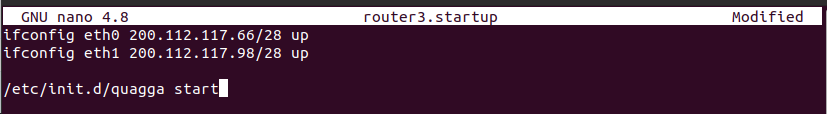 GNU nano 4.8 router3.startup Modified
ifconfig eth0 200.112.117.66/28 up
ifconfig eth1 200.112.117.98/28 up
/etc/init.d/quagga start